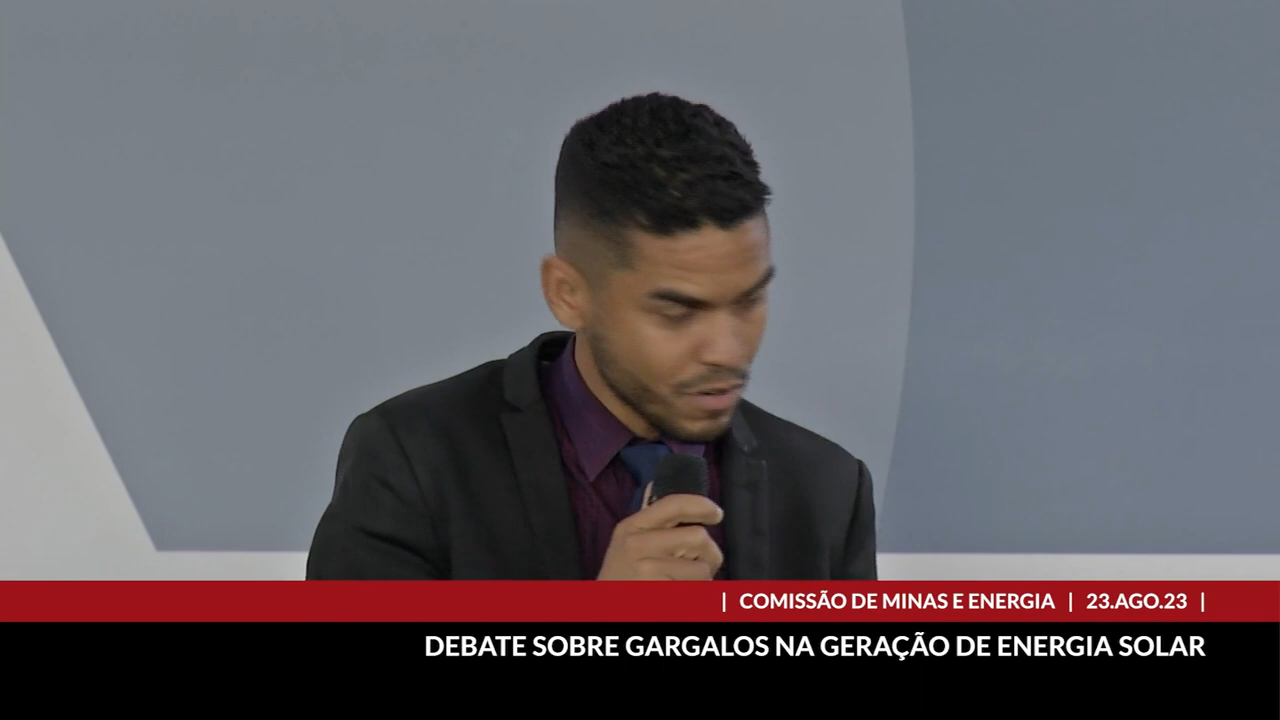 | COMISSÃO DE MINAS E ENERGIA | 23.AGO.23 |
DEBATE SOBRE GARGALOS NA GERAÇÃO DE ENERGIA SOLAR